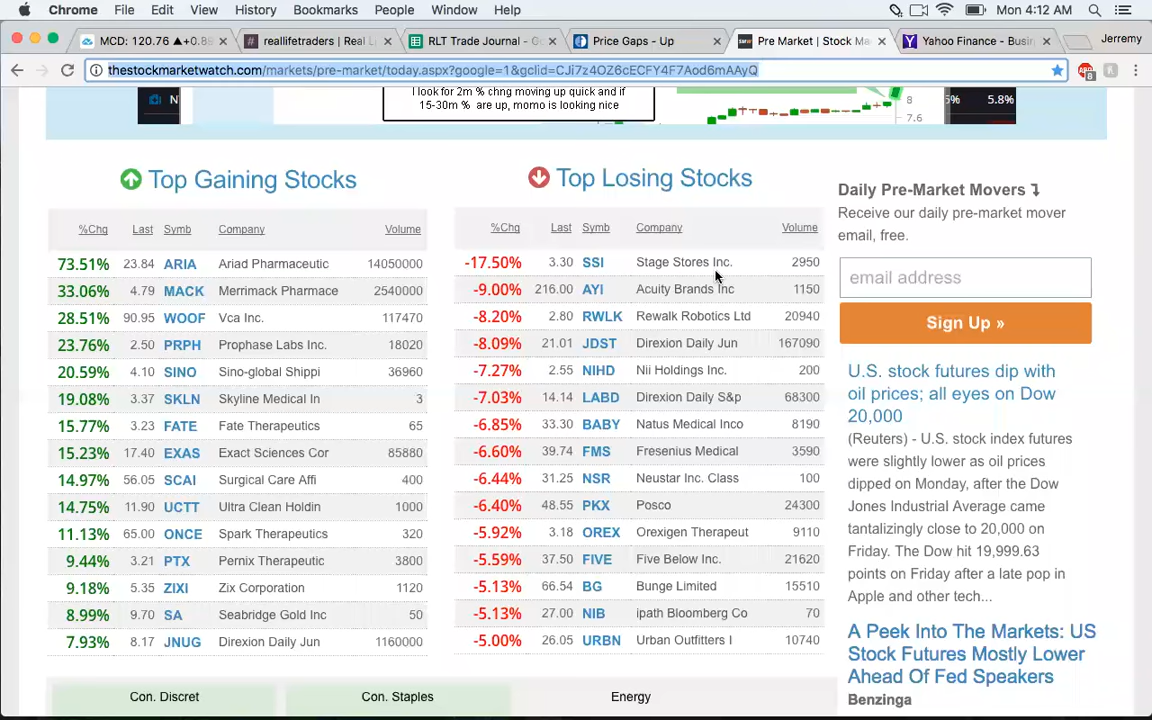 Chrome File Edit View History Bookmarks People Window Help Mon 4:12 AM
MCD: 120.76 ▲+0.8 reallifetraders | Real L RLT Trade Journal - G Price Gaps - Up Pre Market | Stock Ma Yahoo Finance - Busin Jeremy
thestockmarketwatch.com/markets/pre-market/today.aspx?google=1&gclid=CJi7z4OZ6cECFY4F7Aod6mAAyQ 8
I look for 2m % chng moving up quick and if
15-30m % are up, momo is looking nice
N 8 5% 5.8%
7.6
Top Gaining Stocks
%Chg Last Symb Company Volume
73.51% 23.84 ARIA Ariad Pharmaceutic 14050000
33.06% 4.79 MACK Merrimack Pharmace 2540000
28.51% 90.95 WOOF Vca Inc. 117470
23.76% 2.50 PRPH Prophase Labs Inc. 18020
20.59% 4.10 SINO Sino-global Shippi 36960
19.08% 3.37 SKLN Skyline Medical In 3
15.77% 3.23 FATE Fate Therapeutics 65
15.23% 17.40 EXAS Exact Sciences Cor 85880
14.97% 56.05 SCAI Surgical Care Affi 400
14.75% 11.90 UCTT Ultra Clean Holdin 1000
11.13% 65.00 ONCE Spark Therapeutics 320
9.44% 3.21 PTX Pernix Therapeutic 3800
9.18% 5.35 ZIXI Zix Corporation 1120
8.99% 9.70 SA Seabridge Gold Inc 50
7.93% 8.17 JNUG Direxion Daily Jun 1160000
Top Losing Stocks
%Chg Last Symb Company Volume
-17.50% 3.30 SSI Stage Stores Inc. 2950
-9.00% 216.00 AYI Acuity Brands Inc 1150
-8.20% 2.80 RWLK Rewalk Robotics Ltd 20940
-8.09% 21.01 JDST Direxion Daily Jun 167090
-7.27% 2.55 NIHD Nii Holdings Inc. 200
-7.03% 14.14 LABD Direxion Daily S&p 68300
-6.85% 33.30 BABY Natus Medical Inco 8190
-6.60% 39.74 FMS Fresenius Medical 3590
-6.44% 31.25 NSR Neustar Inc. Class 100
-6.40% 48.55 PKX Posco 24300
-5.92% 3.18 OREX Orexigen Therapeut 9110
-5.59% 37.50 FIVE Five Below Inc. 21620
-5.13% 66.54 BG Bunge Limited 15510
-5.13% 27.00 NIB ipath Bloomberg Co 70
-5.00% 26.05 URBN Urban Outfitters I 10740
Con. Discret Con. Staples Energy
Daily Pre-Market Movers ⤵
Receive our daily pre-market mover
email, free.
email address
Sign Up »
U.S. stock futures dip with
oil prices; all eyes on Dow
20,000
(Reuters) - U.S. stock index futures
were slightly lower as oil prices
dipped on Monday, after the Dow
Jones Industrial Average came
tantalizingly close to 20,000 on
Friday. The Dow hit 19,999.63
points on Friday after a late pop in
Apple and other tech...
A Peek Into The Markets: US
Stock Futures Mostly Lower
Ahead Of Fed Speakers
Benzinga